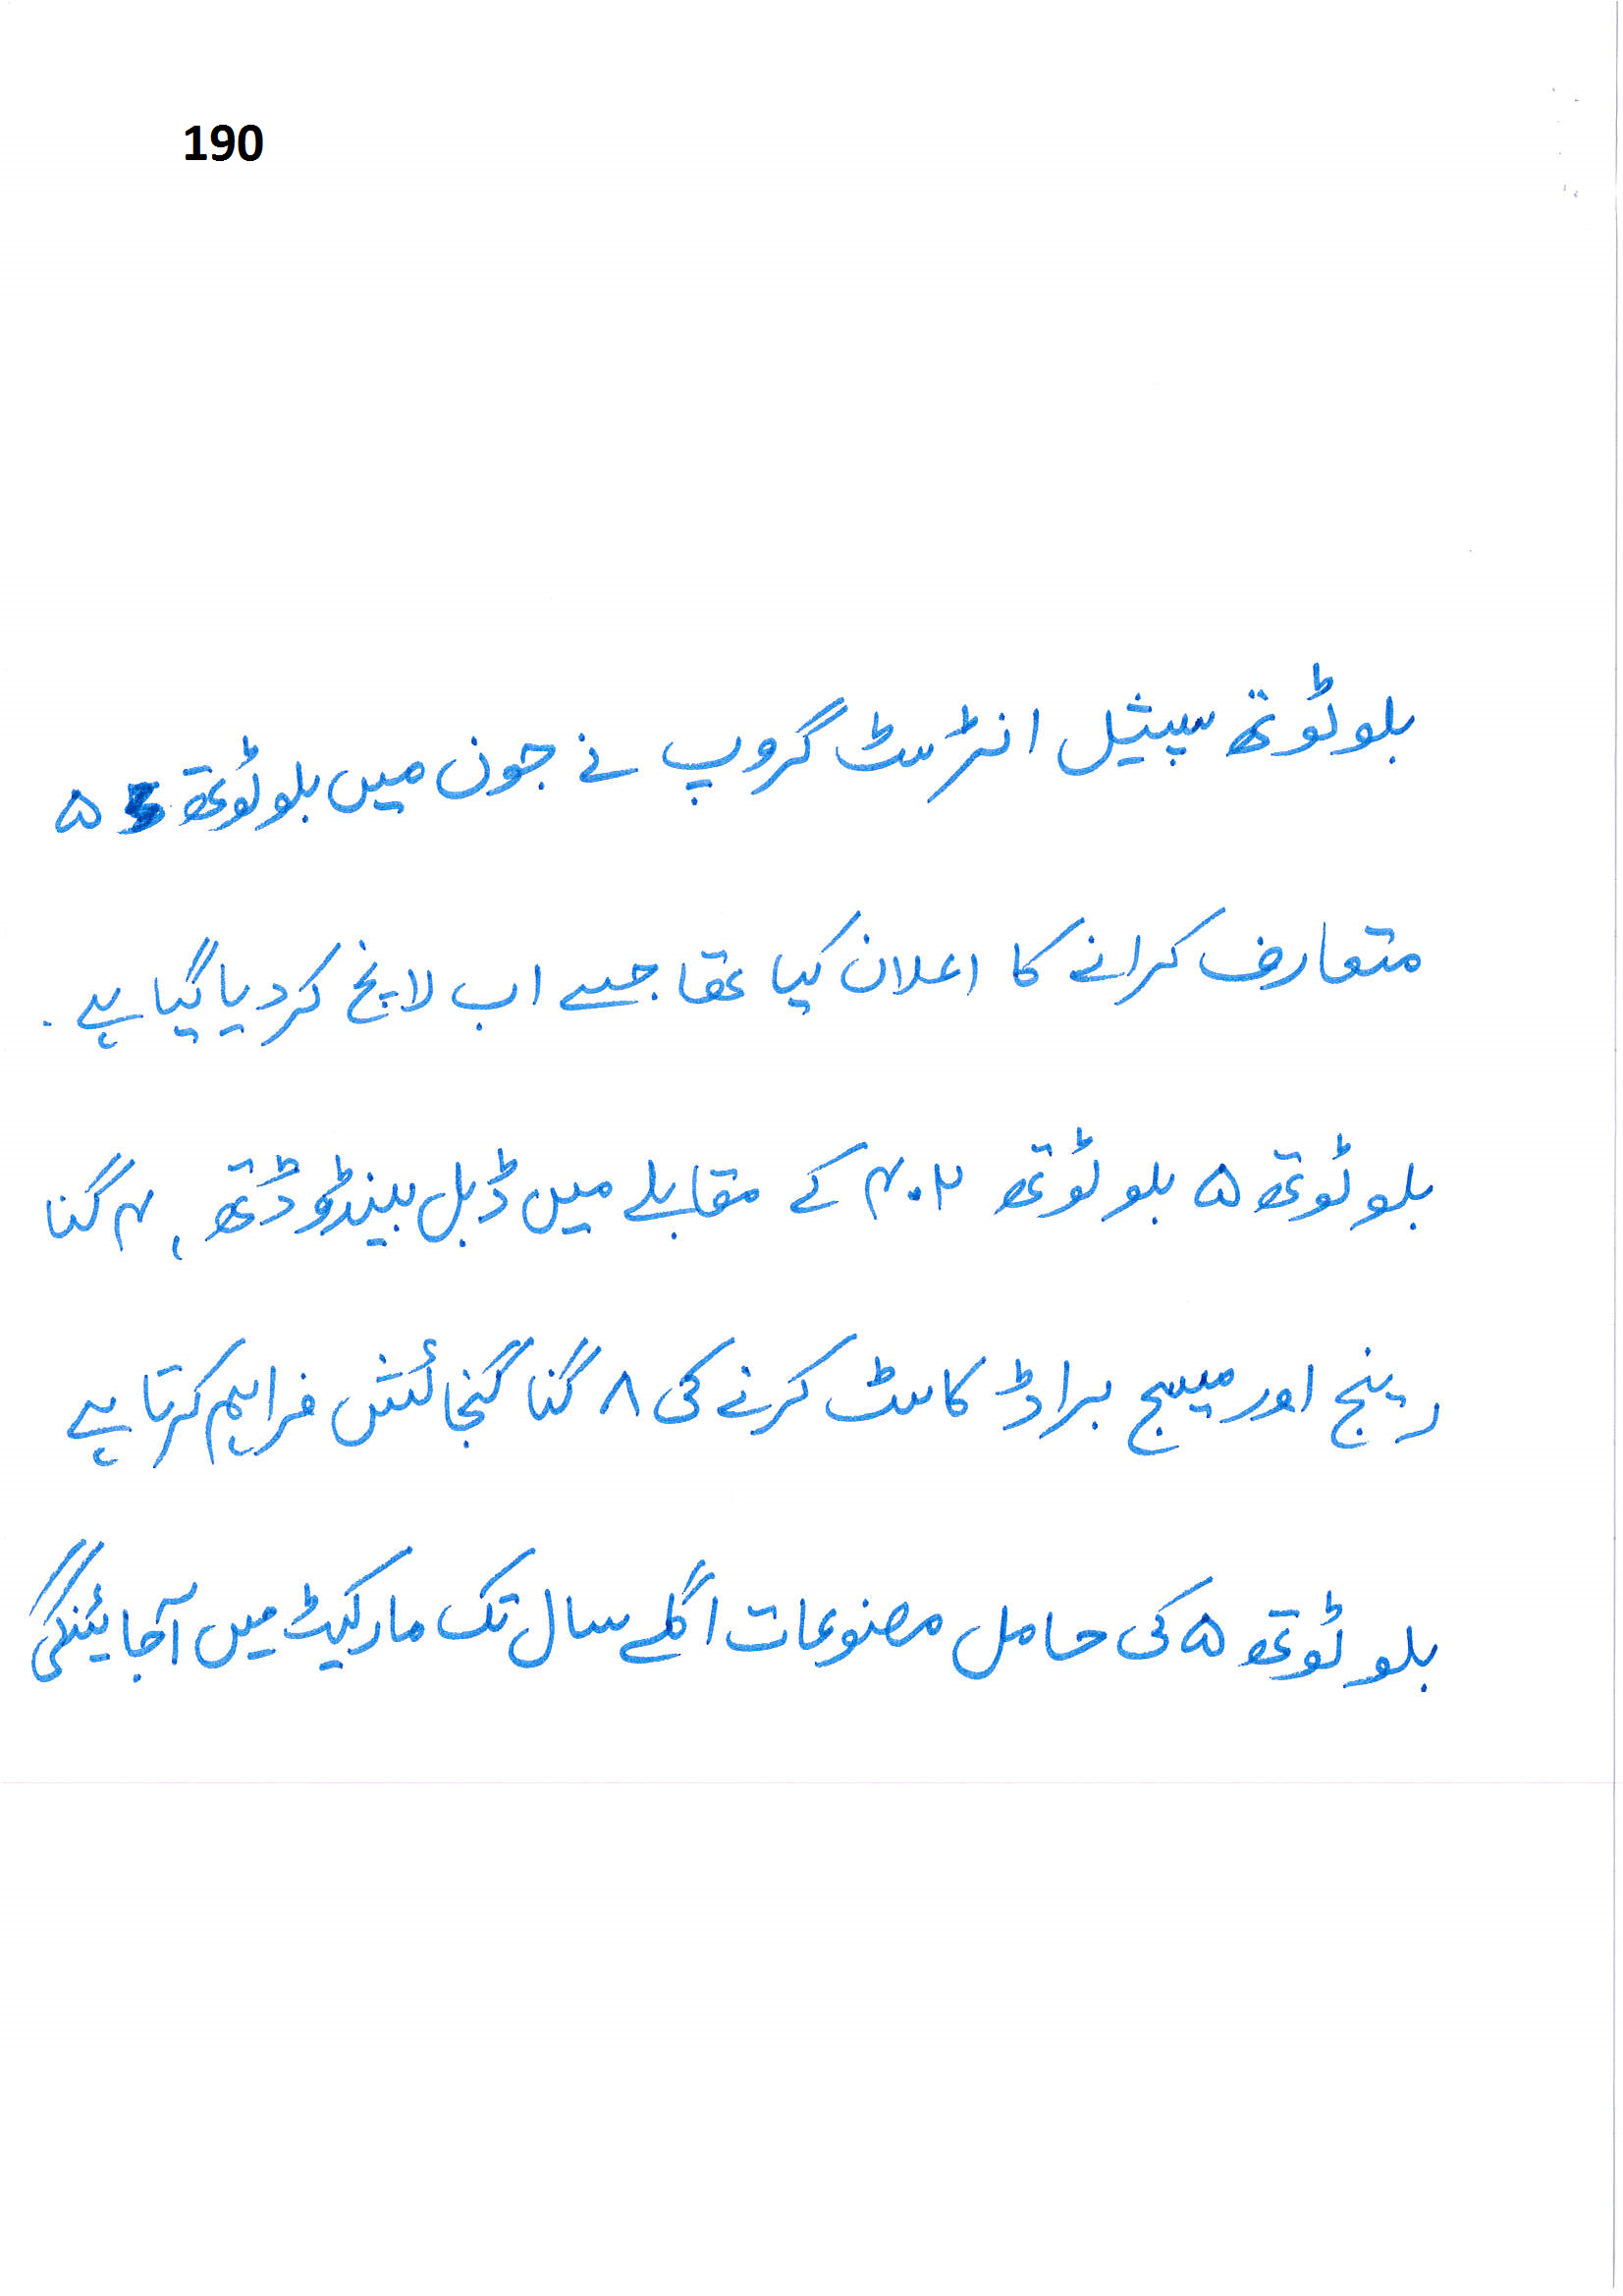 190
بلوٹوتھ سپیشل انٹرسٹ گروپ نے جون میں بلوٹوتھ ۵
متعارف کرانے کا اعلان کیا تھا جسے اب لانچ کردیا گیا ہے.
بلوٹوتھ ۵ بلوٹوتھ ۴.۲ کے مقابلے میں ڈبل بینڈوڈتھ، ۴ گنا
رینج اور میسج براڈ کاسٹ کرنے کی ۸ گنا گنجائش فراہم کرتا ہے
بلوٹوتھ ۵ کی حامل مصنوعات اگلے سال تک مارکیٹ میں آجائینگی